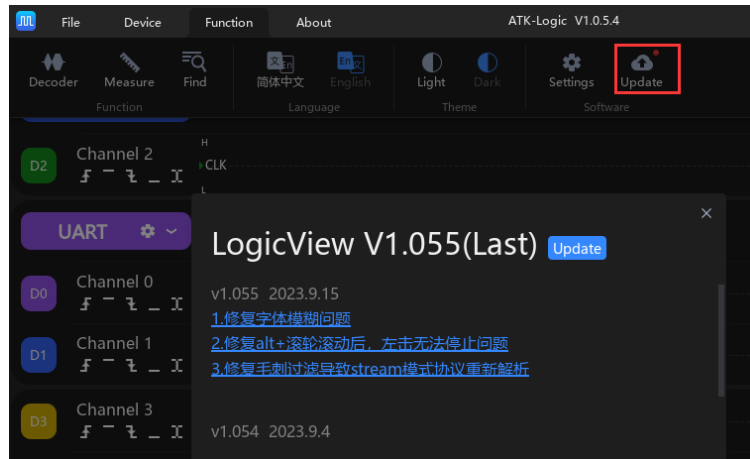 File Device Function About ATK-Logic V1.0.5.4
Decoder Measure Find 简体中文 English Light Dark Settings Update
Function Language Theme Software
H
D2 Channel 2 CLK
L
UART
LogicView V1.055(Last) Update
v1.055 2023.9.15
D0 Channel 0
1.修复字体模糊问题
2.修复alt+滚轮滚动后，左击无法停止问题
D1 Channel 1
3.修复毛刺过滤导致stream模式协议重新解析
D3 Channel 3
v1.054 2023.9.4